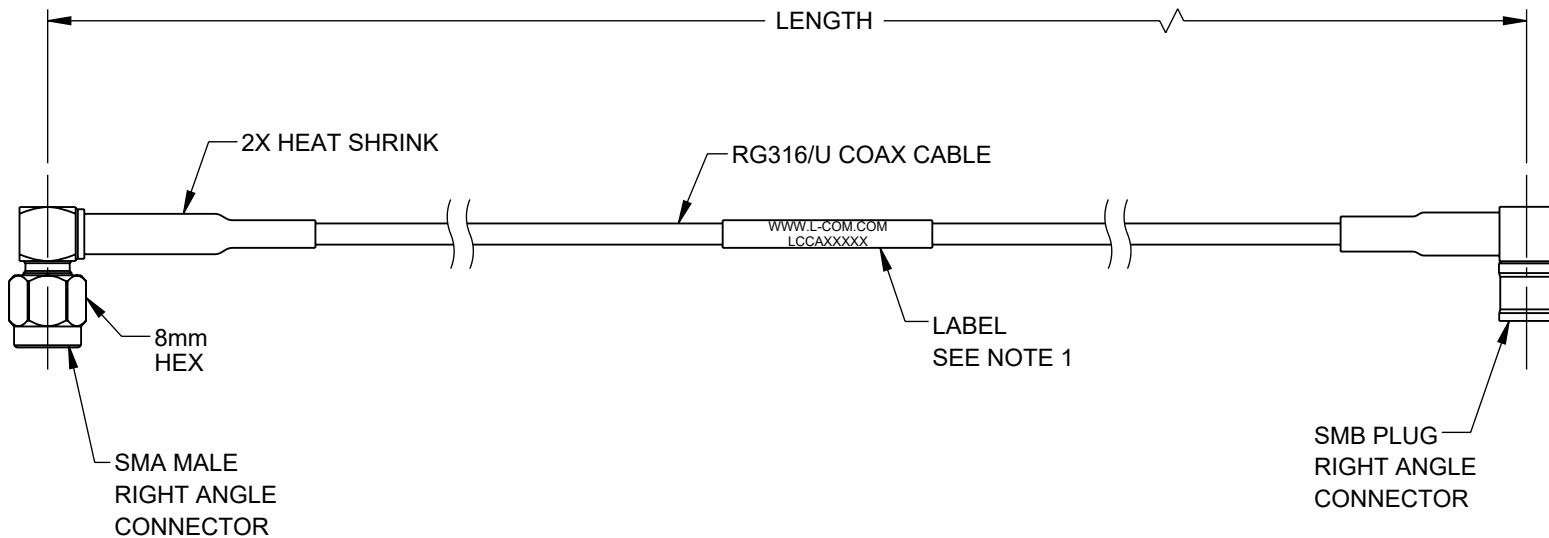 LENGTH
2X HEAT SHRINK
RG316/U COAX CABLE
WWW.L-COM.COM
LCCAXXXXX
8mm
HEX
LABEL
SEE NOTE 1
SMA MALE
RIGHT ANGLE
CONNECTOR
SMB PLUG
RIGHT ANGLE
CONNECTOR